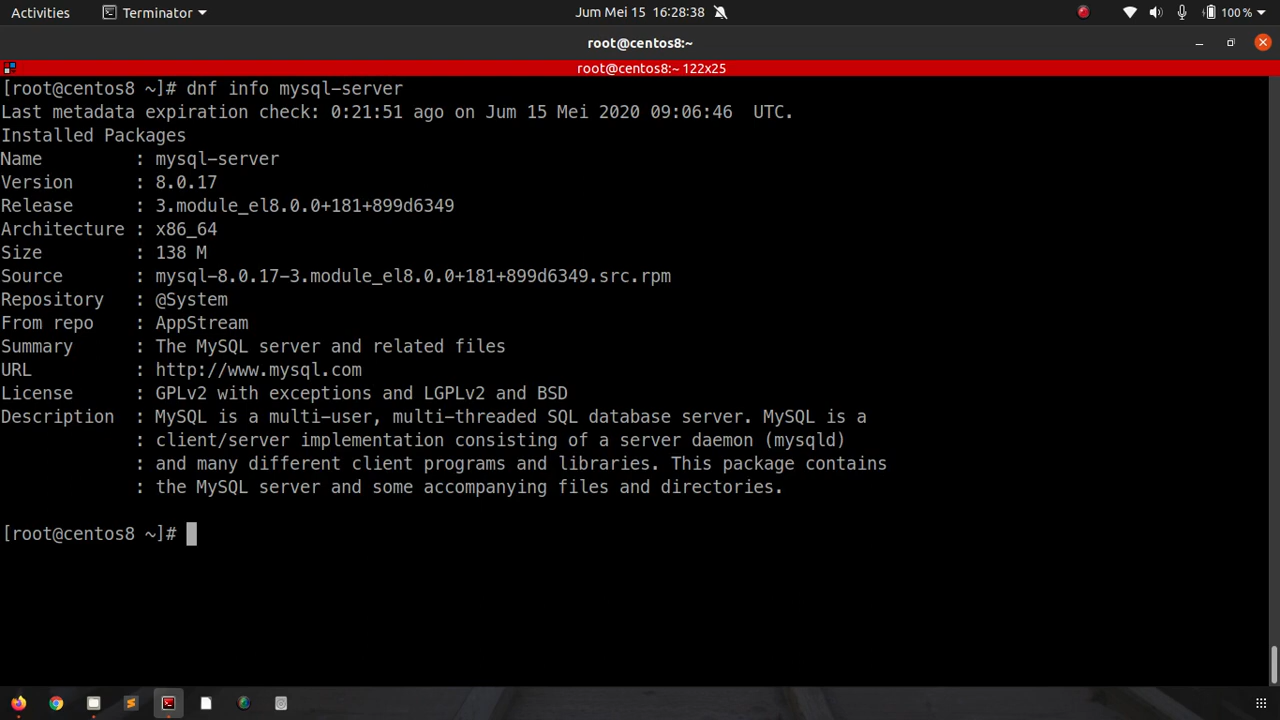 Activities Terminator Jum Mei 15 16:28:38 100 %
root@centos8:~
root@centos8:~ 122x25
[root@centos8 ~]# dnf info mysql-server
Last metadata expiration check: 0:21:51 ago on Jum 15 Mei 2020 09:06:46  UTC.
Installed Packages
Name         : mysql-server
Version      : 8.0.17
Release      : 3.module_el8.0.0+181+899d6349
Architecture : x86_64
Size         : 138 M
Source       : mysql-8.0.17-3.module_el8.0.0+181+899d6349.src.rpm
Repository   : @System
From repo    : AppStream
Summary      : The MySQL server and related files
URL          : http://www.mysql.com
License      : GPLv2 with exceptions and LGPLv2 and BSD
Description  : MySQL is a multi-user, multi-threaded SQL database server. MySQL is a
             : client/server implementation consisting of a server daemon (mysqld)
             : and many different client programs and libraries. This package contains
             : the MySQL server and some accompanying files and directories.
[root@centos8 ~]#